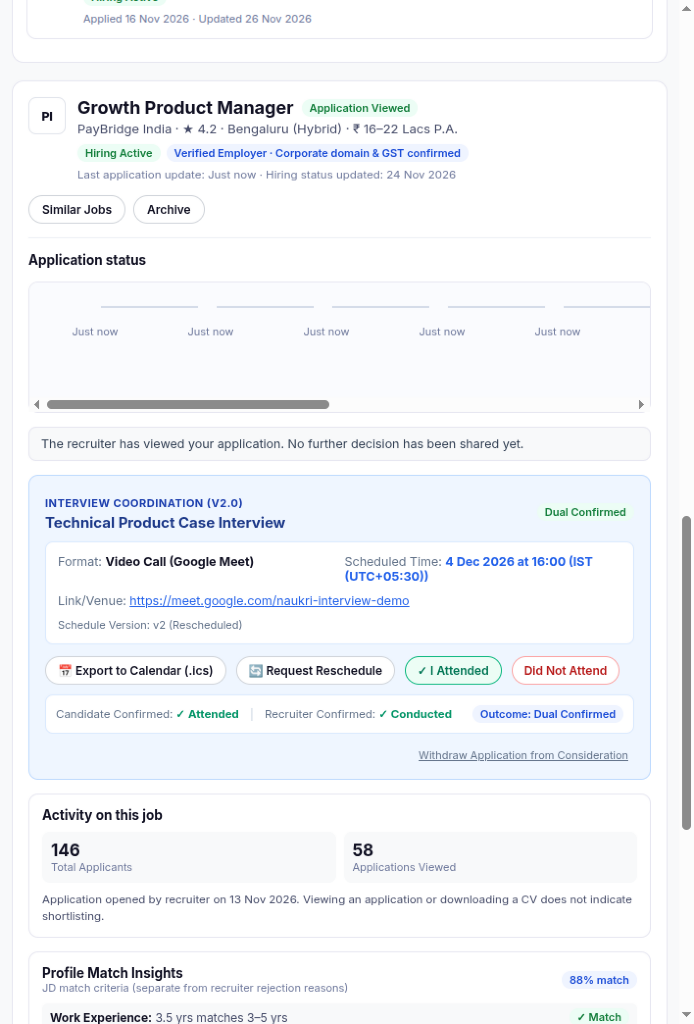 Applied 16 Nov 2026 · Updated 26 Nov 2026
PI
Growth Product Manager Application Viewed
PayBridge India · ★ 4.2 · Bengaluru (Hybrid) · ₹ 16–22 Lacs P.A.
Hiring Active Verified Employer · Corporate domain & GST confirmed
Last application update: Just now · Hiring status updated: 24 Nov 2026
Similar Jobs Archive
Application status
Just now Just now Just now Just now Just now
The recruiter has viewed your application. No further decision has been shared yet.
INTERVIEW COORDINATION (V2.0)
Technical Product Case Interview
Dual Confirmed
Format: Video Call (Google Meet)
Scheduled Time: 4 Dec 2026 at 16:00 (IST
(UTC+05:30))
Link/Venue: https://meet.google.com/naukri-interview-demo
Schedule Version: v2 (Rescheduled)
📅 Export to Calendar (.ics) 🔄 Request Reschedule ✓ I Attended Did Not Attend
Candidate Confirmed: ✓ Attended | Recruiter Confirmed: ✓ Conducted Outcome: Dual Confirmed
Withdraw Application from Consideration
Activity on this job
146
Total Applicants
58
Applications Viewed
Application opened by recruiter on 13 Nov 2026. Viewing an application or downloading a CV does not indicate
shortlisting.
Profile Match Insights
JD match criteria (separate from recruiter rejection reasons)
88% match
Work Experience: 3.5 yrs matches 3–5 yrs ✓ Match